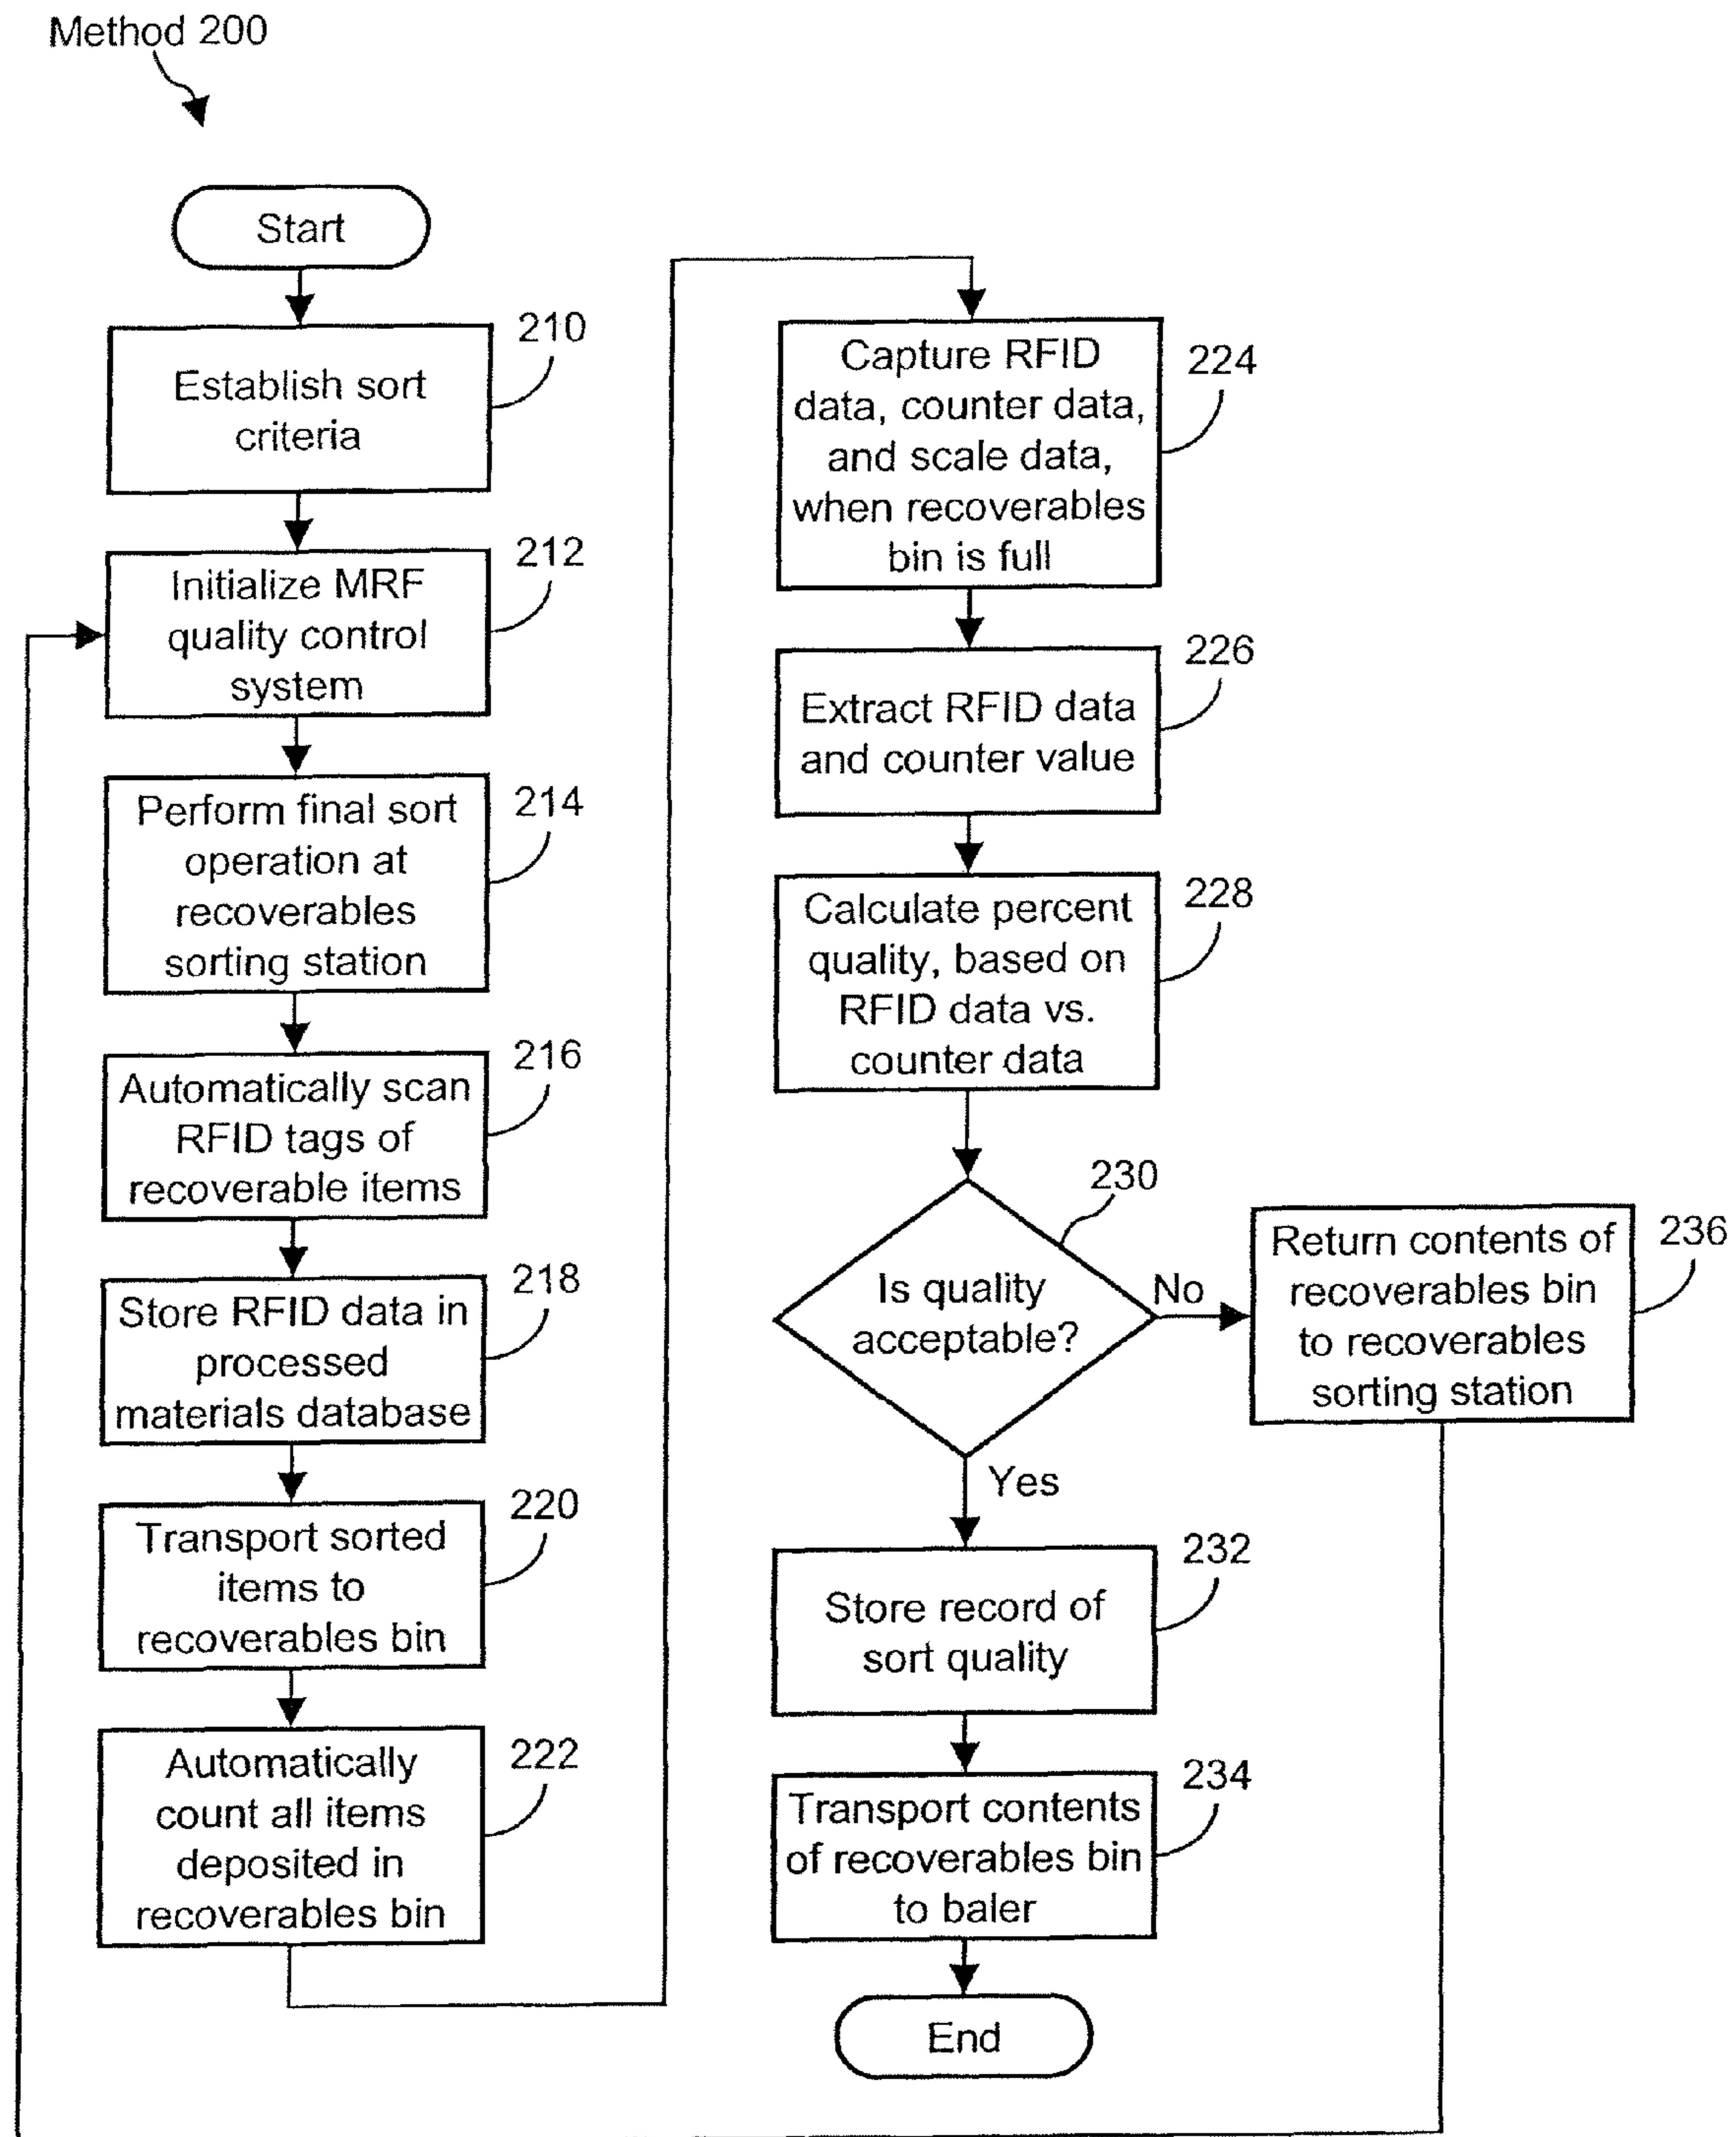 Method 200
Start
210
Establish sort
criteria
212
Initialize MRF
quality control
system
214
Perform final sort
operation at
recoverables
sorting station
216
Automatically scan
RFID tags of
recoverable items
218
Store RFID data in
processed
materials database
220
Transport sorted
items to
recoverables bin
222
Automatically
count all items
deposited in
recoverables bin
224
Capture RFID
data, counter data,
and scale data,
when recoverables
bin is full
226
Extract RFID data
and counter value
228
Calculate percent
quality, based on
RFID data vs.
counter data
230
Is quality
acceptable?
No
236
Return contents of
recoverables bin
to recoverables
sorting station
Yes
232
Store record of
sort quality
234
Transport contents
of recoverables bin
to baler
End